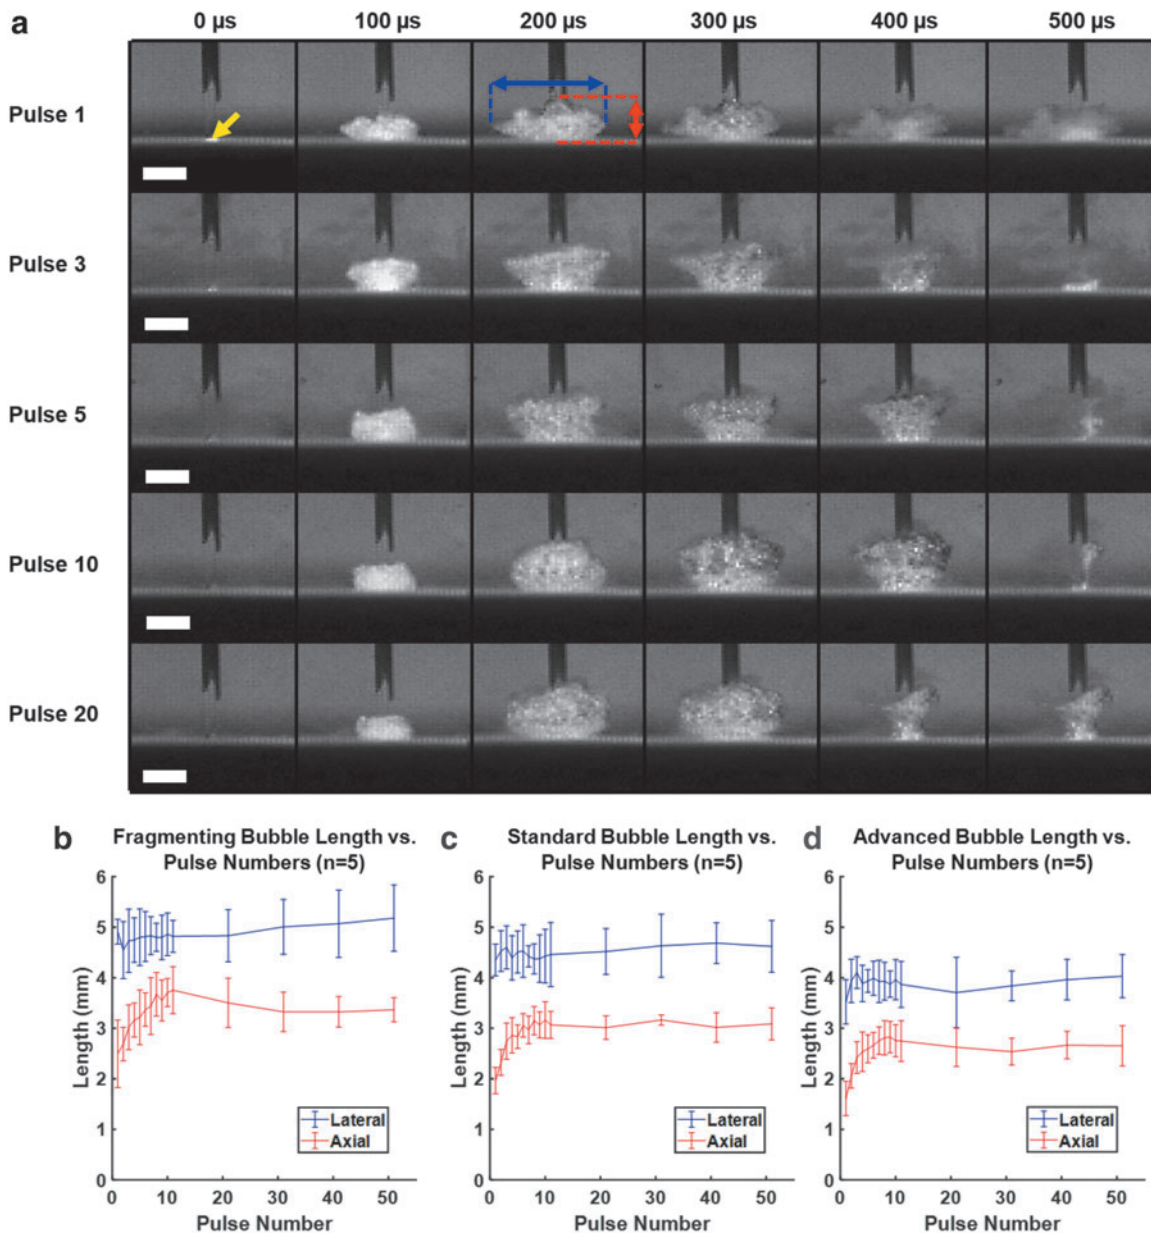 a
0 µs 100 µs 200 µs 300 µs 400 µs 500 µs
Pulse 1
Pulse 3
Pulse 5
Pulse 10
Pulse 20
b Fragmenting Bubble Length vs.
Pulse Numbers (n=5)
6
5
4
3
2
1
0
Length (mm)
Lateral
Axial
0 10 20 30 40 50
Pulse Number
c Standard Bubble Length vs.
Pulse Numbers (n=5)
6
5
4
3
2
1
0
Length (mm)
Lateral
Axial
0 10 20 30 40 50
Pulse Number
d Advanced Bubble Length vs.
Pulse Numbers (n=5)
6
5
4
3
2
1
0
Length (mm)
Lateral
Axial
0 10 20 30 40 50
Pulse Number